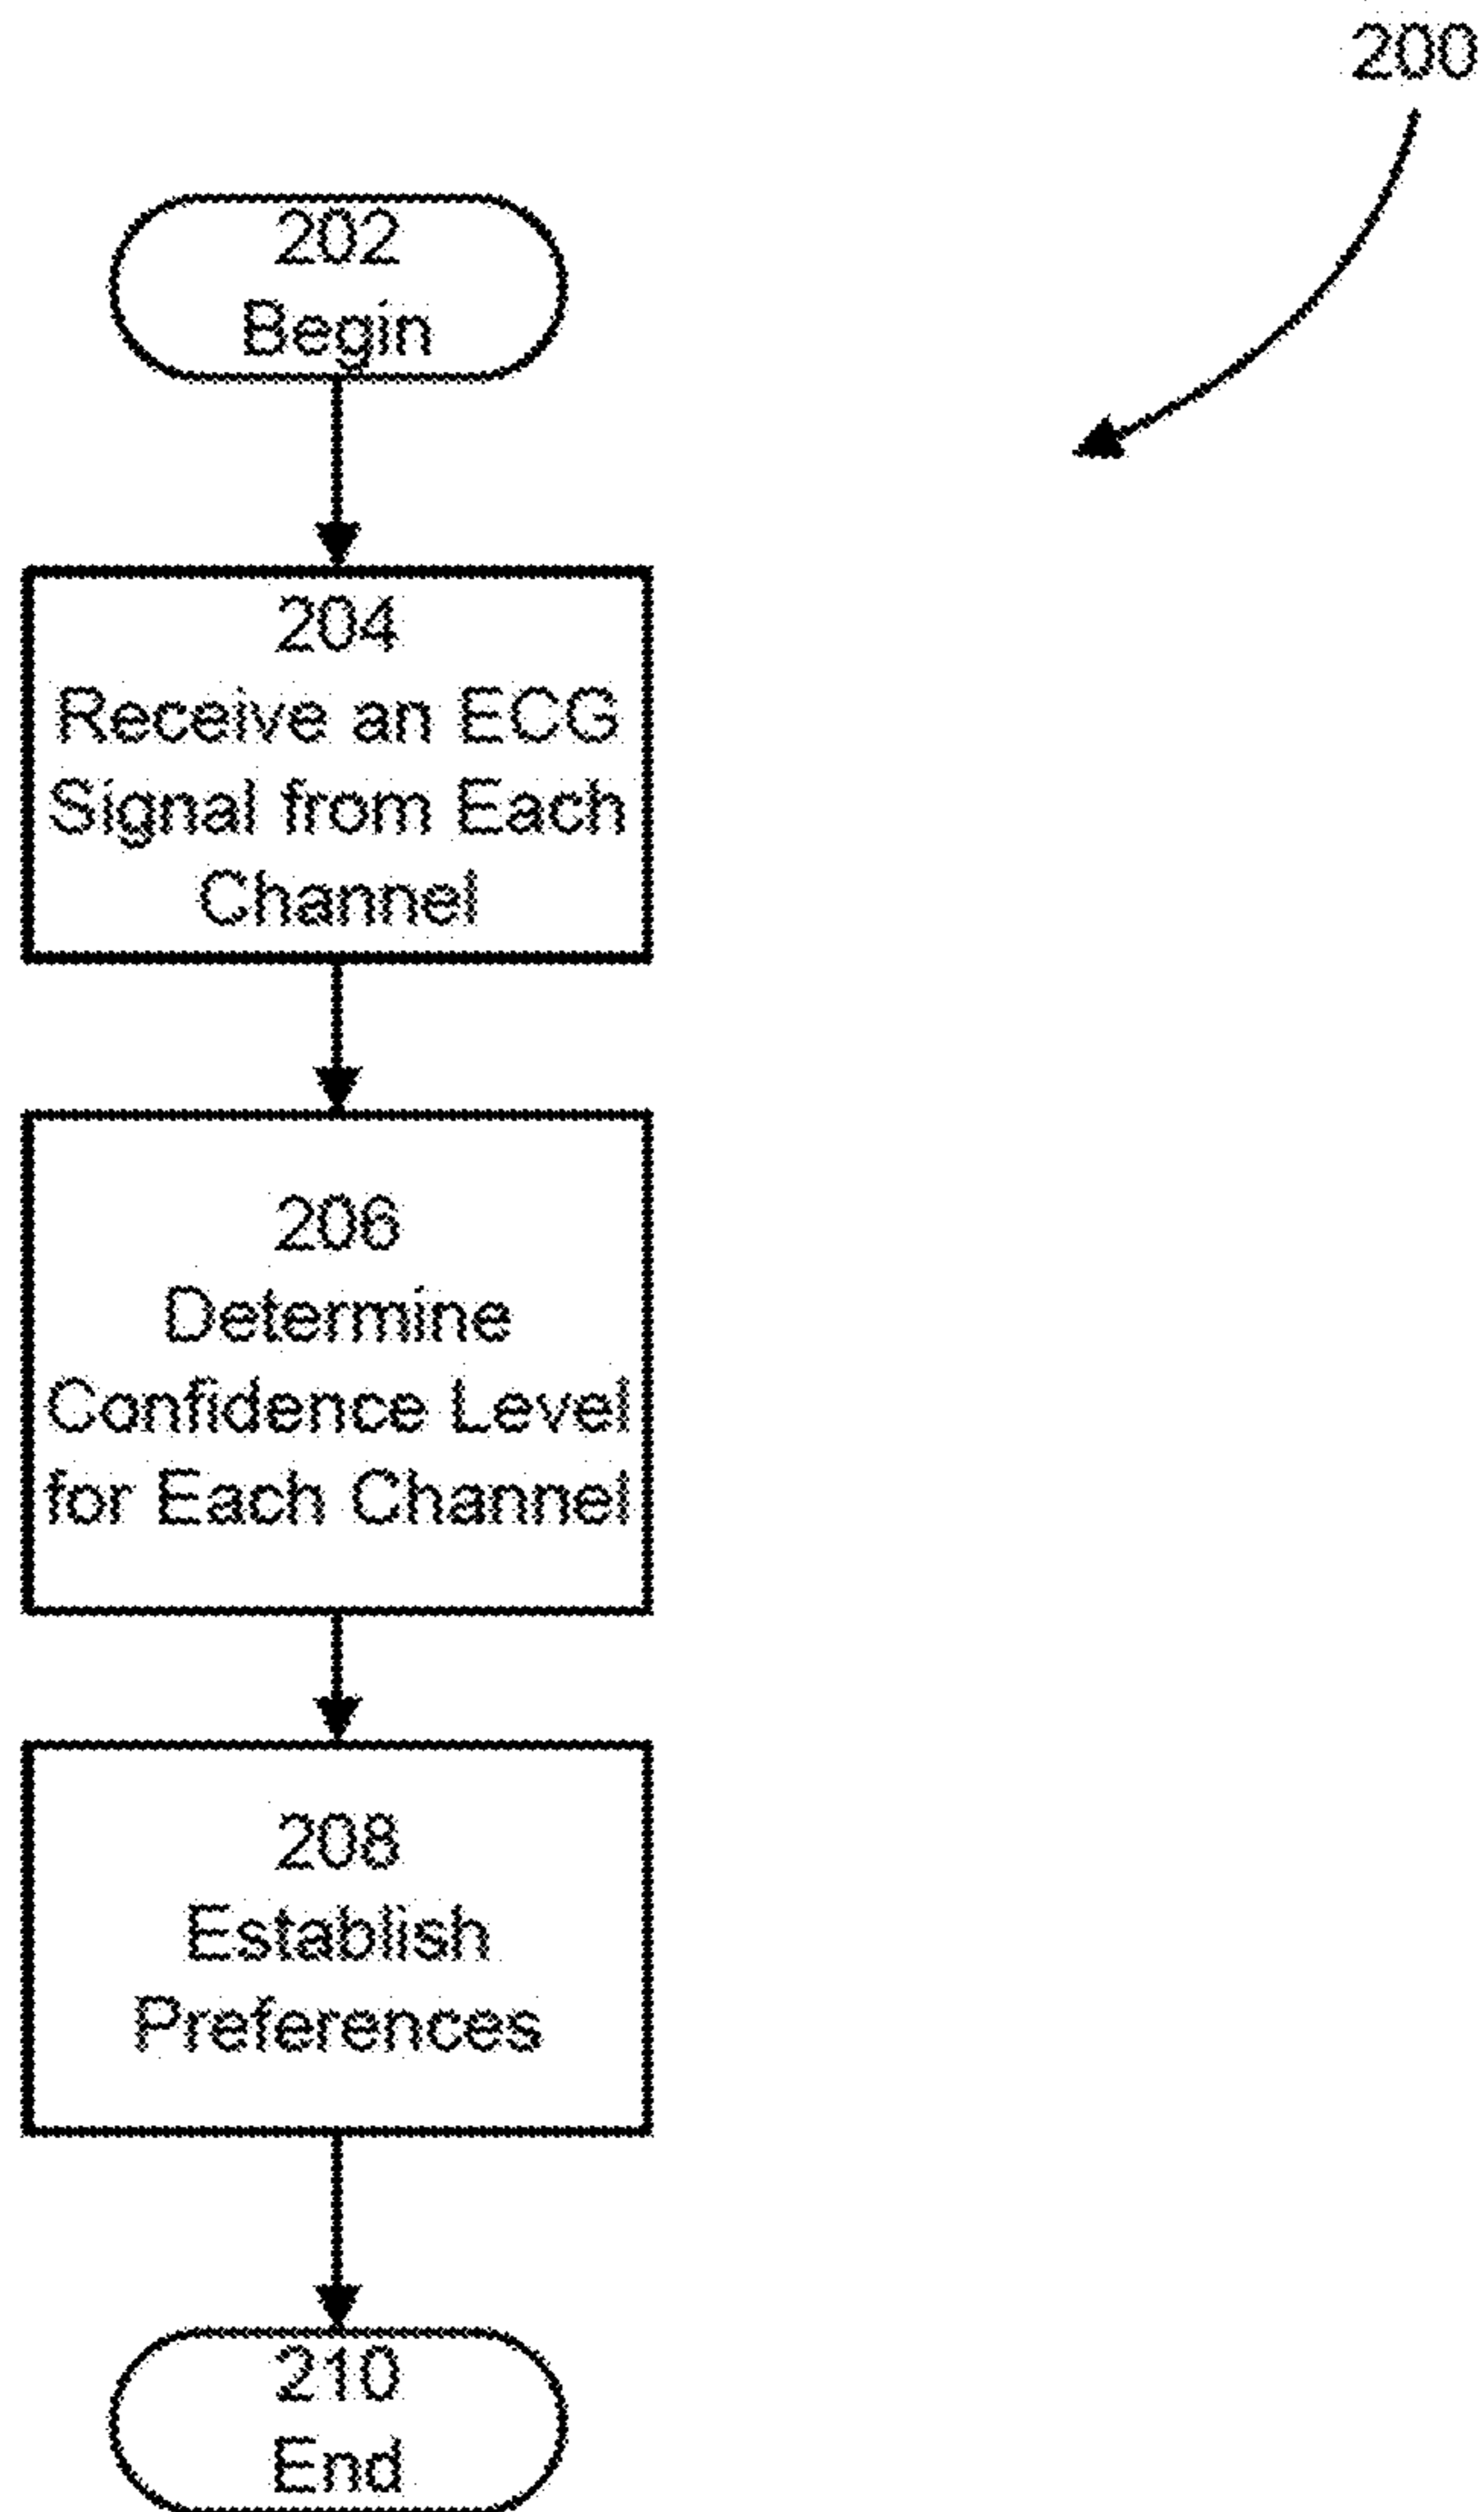 200
202
Begin
204
Receive an ECG
Signal from Each
Channel
206
Determine
Confidence Level
for Each Channel
208
Establish
Preferences
210
End